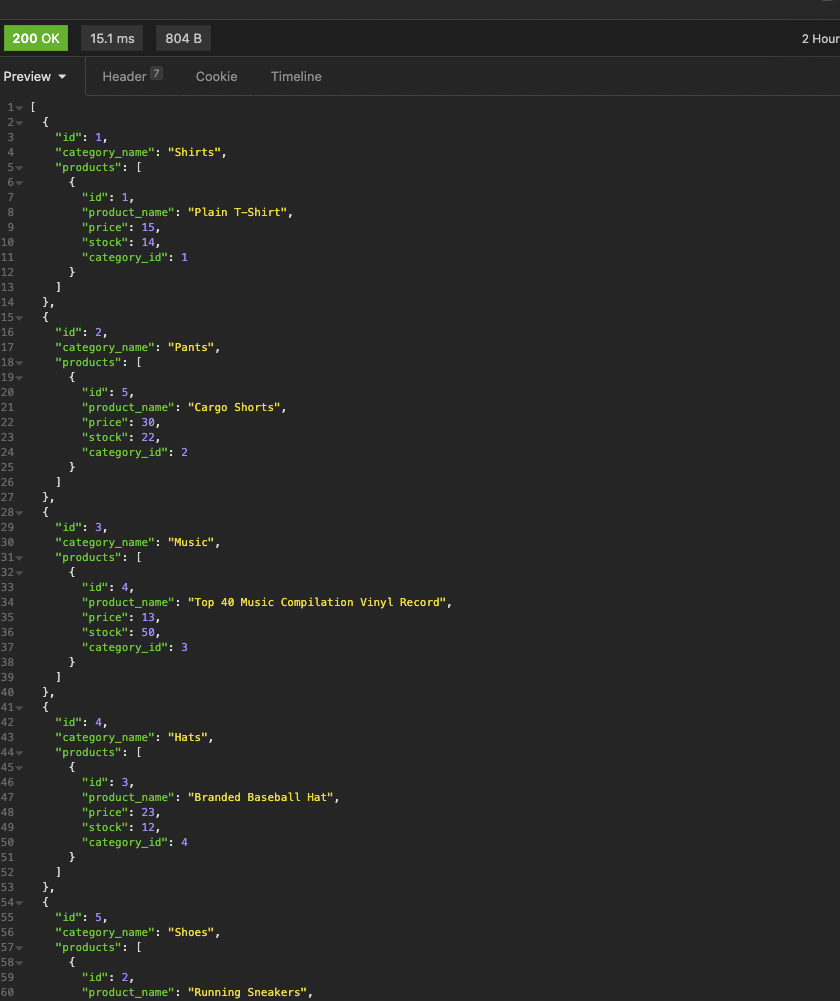 200 OK 15.1 ms 804 B 2 Hour
Preview Header 7 Cookie Timeline
1 [
2 {
3 "id": 1,
4 "category_name": "Shirts",
5 "products": [
6 {
7 "id": 1,
8 "product_name": "Plain T-Shirt",
9 "price": 15,
10 "stock": 14,
11 "category_id": 1
12 }
13 ]
14 },
15 {
16 "id": 2,
17 "category_name": "Pants",
18 "products": [
19 {
20 "id": 5,
21 "product_name": "Cargo Shorts",
22 "price": 30,
23 "stock": 22,
24 "category_id": 2
25 }
26 ]
27 },
28 {
29 "id": 3,
30 "category_name": "Music",
31 "products": [
32 {
33 "id": 4,
34 "product_name": "Top 40 Music Compilation Vinyl Record",
35 "price": 13,
36 "stock": 50,
37 "category_id": 3
38 }
39 ]
40 },
41 {
42 "id": 4,
43 "category_name": "Hats",
44 "products": [
45 {
46 "id": 3,
47 "product_name": "Branded Baseball Hat",
48 "price": 23,
49 "stock": 12,
50 "category_id": 4
51 }
52 ]
53 },
54 {
55 "id": 5,
56 "category_name": "Shoes",
57 "products": [
58 {
59 "id": 2,
60 "product_name": "Running Sneakers",